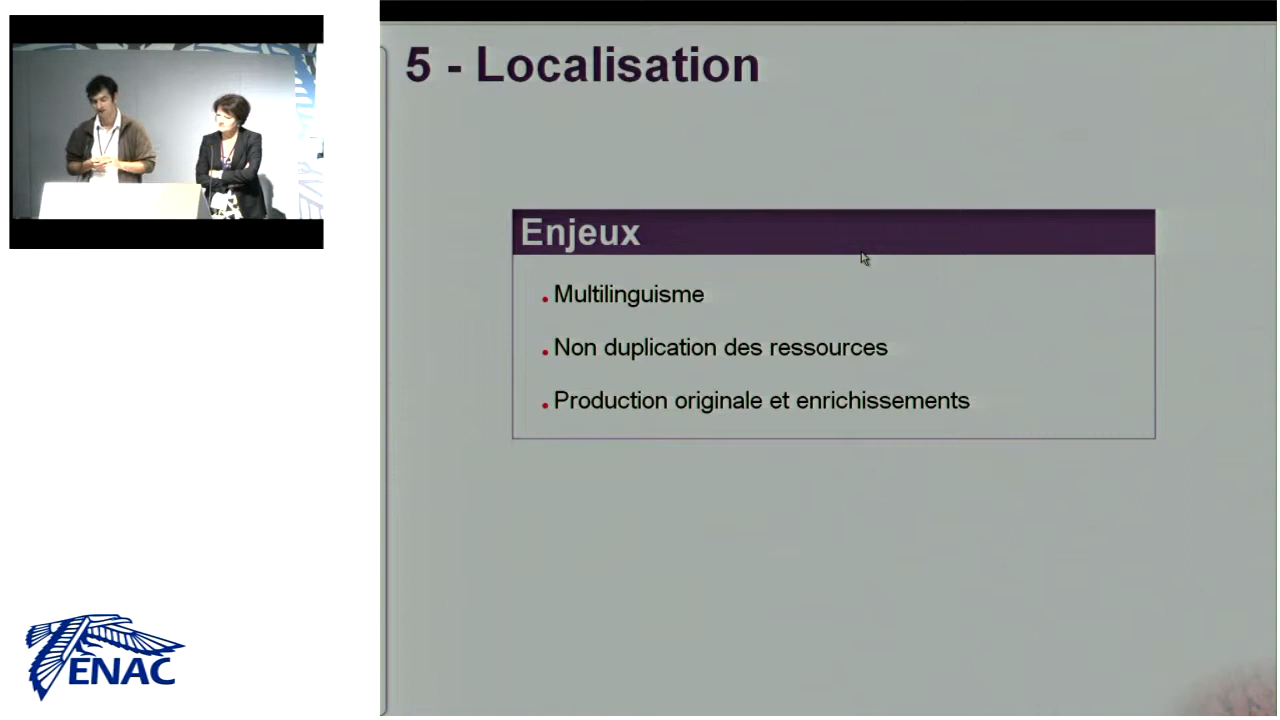 5 - Localisation
Enjeux
. Multilinguisme
. Non duplication des ressources
. Production originale et enrichissements
ENAC